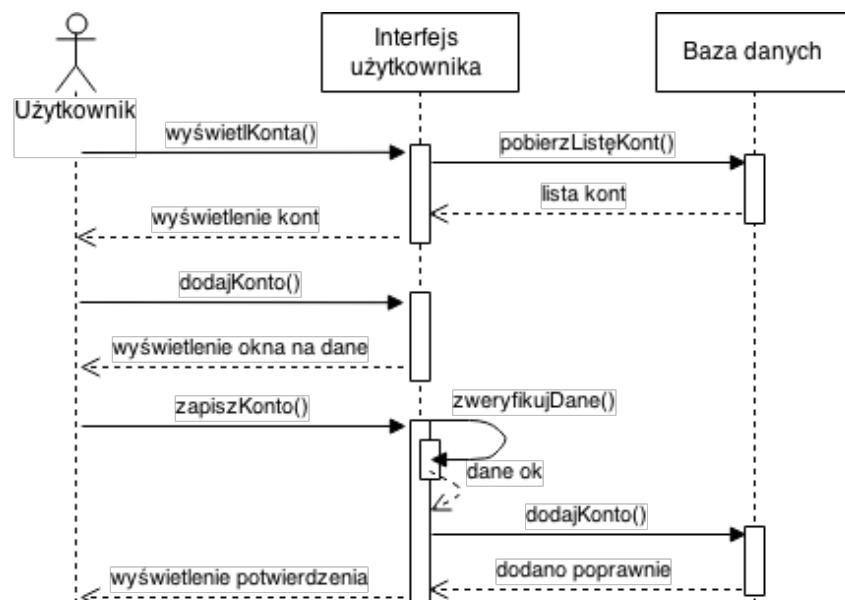 Interfejs
użytkownika
Baza danych
Użytkownik
wyświetlKonta()
pobierzListęKont()
lista kont
wyświetlenie kont
dodajKonto()
wyświetlenie okna na dane
zapiszKonto()
zweryfikujDane()
dane ok
dodajKonto()
dodano poprawnie
wyświetlenie potwierdzenia